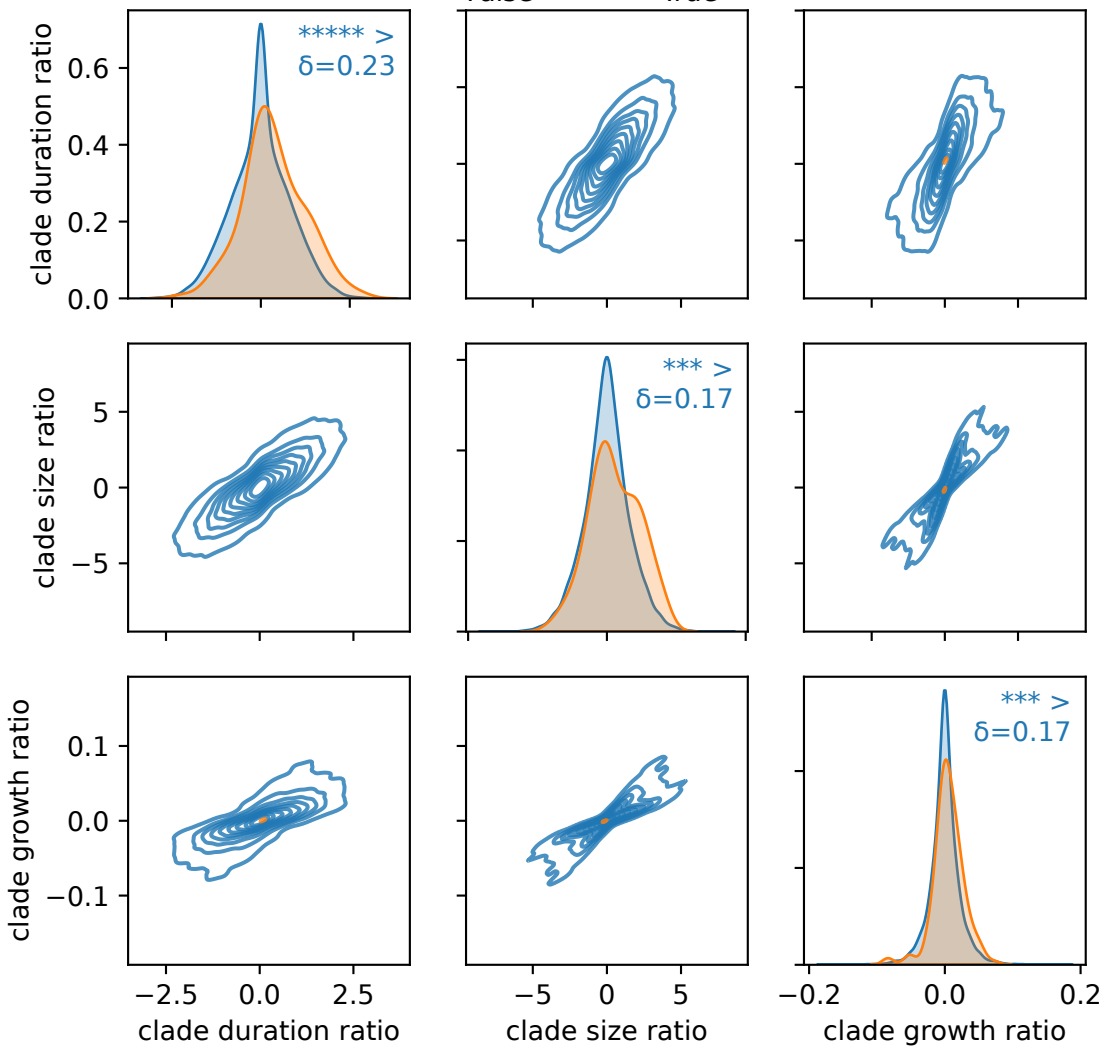 ***** >
δ=0.23
clade duration ratio
0.6
0.4
0.2
0.0
*** >
δ=0.17
clade size ratio
5
0
−5
*** >
δ=0.17
clade growth ratio
0.1
0.0
−0.1
−2.5 0.0 2.5
−5 0 5
−0.2 0.0 0.2
clade duration ratio
clade size ratio
clade growth ratio